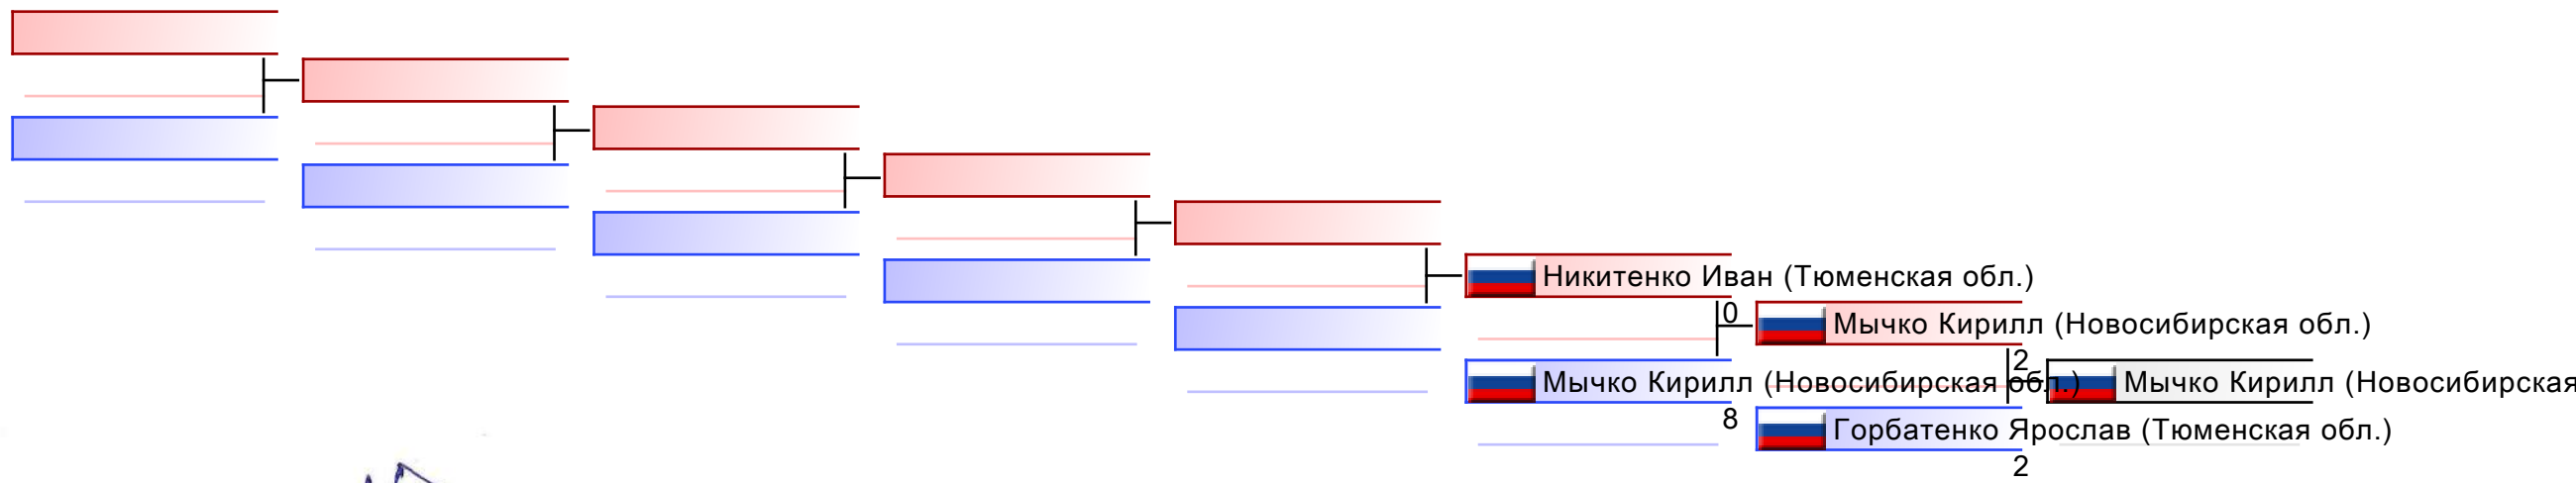 Никитенко Иван (Тюменская обл.)
0
Мычко Кирилл (Новосибирская обл.)
2
Мычко Кирилл (Новосибирская обл.)
Мычко Кирилл (Новосибирская
8
Горбатенко Ярослав (Тюменская обл.)
2